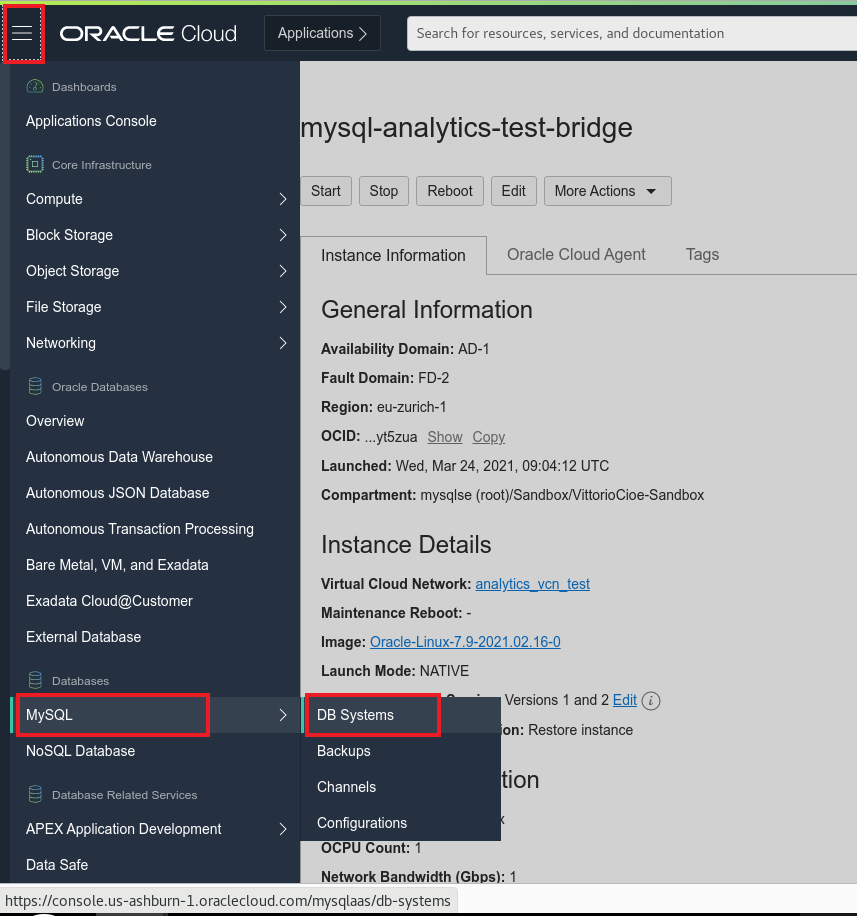 ORACLE Cloud
Applications
Search for resources, services, and documentation
Dashboards
Applications Console
Core Infrastructure
Compute
Block Storage
Object Storage
File Storage
Networking
Oracle Databases
Overview
Autonomous Data Warehouse
Autonomous JSON Database
Autonomous Transaction Processing
Bare Metal, VM, and Exadata
Exadata Cloud@Customer
External Database
Databases
MySQL
NoSQL Database
Database Related Services
APEX Application Development
Data Safe
DB Systems
Backups
Channels
Configurations
mysql-analytics-test-bridge
Start Stop Reboot Edit More Actions
Instance Information Oracle Cloud Agent Tags
General Information
Availability Domain: AD-1
Fault Domain: FD-2
Region: eu-zurich-1
OCID: ...yt5zua Show Copy
Launched: Wed, Mar 24, 2021, 09:04:12 UTC
Compartment: mysqlse (root)/Sandbox/VittorioCioe-Sandbox
Instance Details
Virtual Cloud Network: analytics_vcn_test
Maintenance Reboot: -
Image: Oracle-Linux-7.9-2021.02.16-0
Launch Mode: NATIVE
Versions 1 and 2 Edit
on: Restore instance
tion
OCPU Count: 1
Network Bandwidth (Gbps): 1
https://console.us-ashburn-1.oraclecloud.com/mysqlaas/db-systems